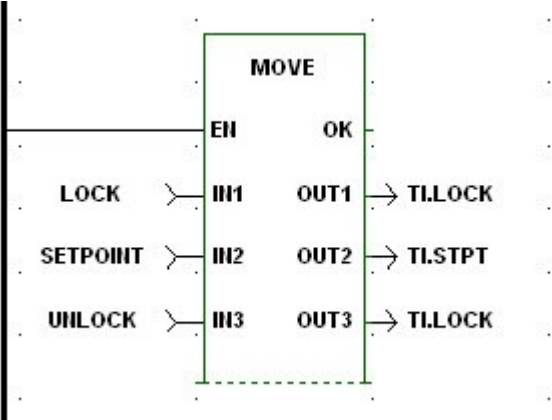 MOVE
EN OK
LOCK IN1 OUT1 TI.LOCK
SETPOINT IN2 OUT2 TI.STPT
UNLOCK IN3 OUT3 TI.LOCK